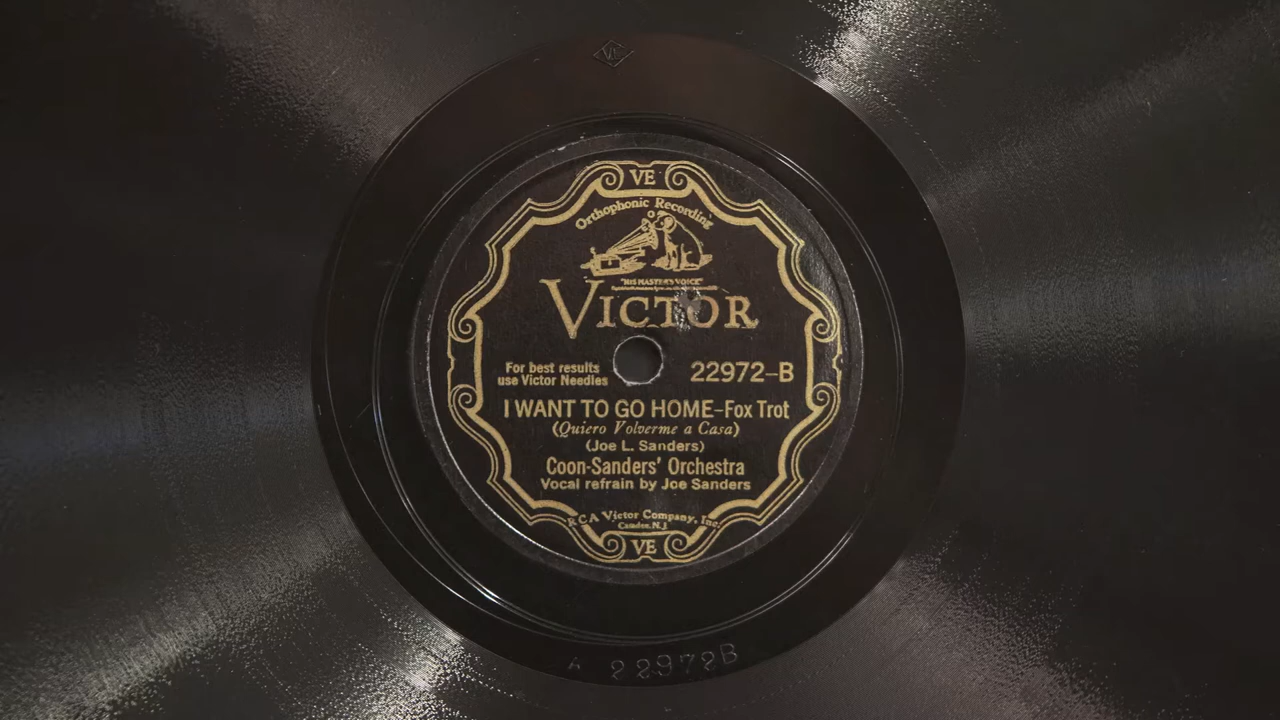 VE
Orthophonic Recording
"HIS MASTER'S VOICE"
VICTOR
For best results
use Victor Needles
22972-B
I WANT TO GO HOME-Fox Trot
(Quiero Volverme a Casa)
(Joe L. Sanders)
Coon-Sanders' Orchestra
Vocal refrain by Joe Sanders
RCA Victor Company, Inc.
Camden, N.J.
VE
A 22972B